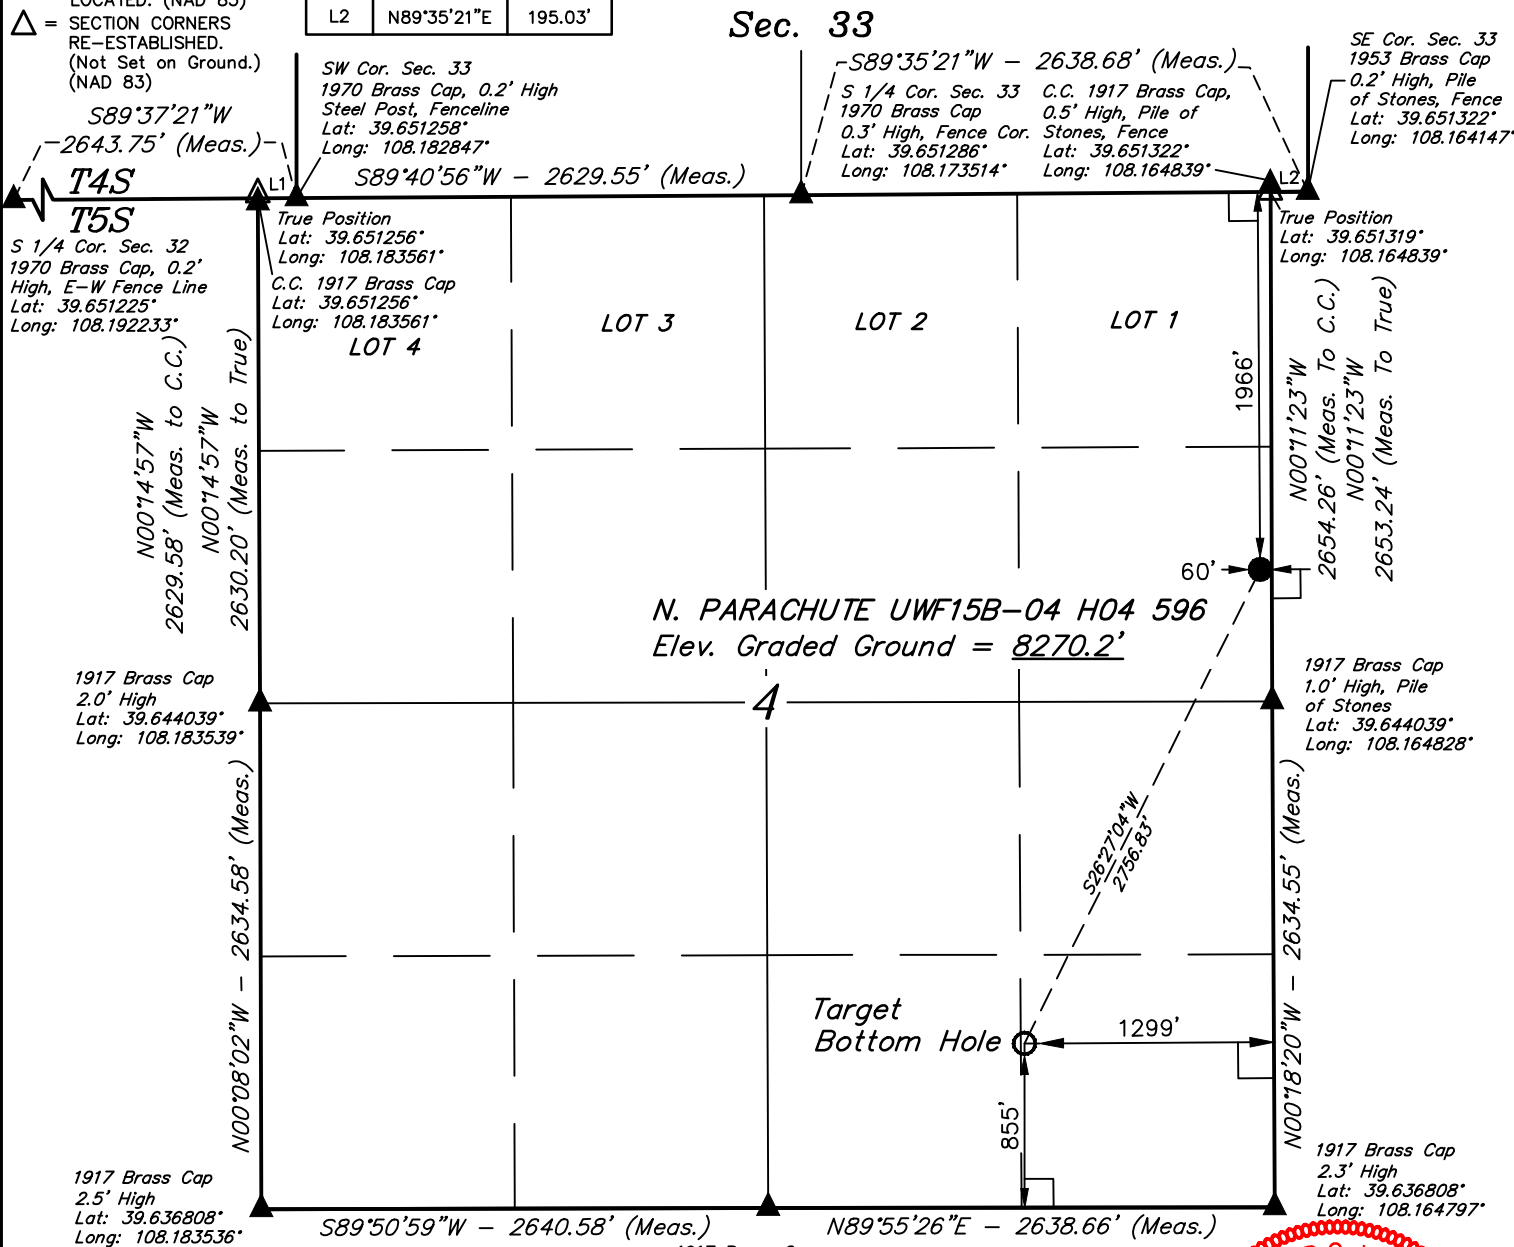 LOCATED. (NAD 83)
△ = SECTION CORNERS
RE-ESTABLISHED.
(Not Set on Ground.)
(NAD 83)
L2 N89°35'21"E 195.03'
Sec. 33
SW Cor. Sec. 33
1970 Brass Cap, 0.2' High
Steel Post, Fenceline
Lat: 39.651258°
Long: 108.182847°
S89°35'21"W - 2638.68' (Meas.)
S 1/4 Cor. Sec. 33
1970 Brass Cap
0.3' High, Fence Cor.
Lat: 39.651286°
Long: 108.173514°
C.C. 1917 Brass Cap,
0.5' High, Pile of
Stones, Fence
Lat: 39.651322°
Long: 108.164839°
SE Cor. Sec. 33
1953 Brass Cap
0.2' High, Pile
of Stones, Fence
Lat: 39.651322°
Long: 108.164147°
S89°37'21"W
2643.75' (Meas.)
T4S
T5S
L1
S89°40'56"W - 2629.55' (Meas.)
L2
S 1/4 Cor. Sec. 32
1970 Brass Cap, 0.2'
High, E-W Fence Line
Lat: 39.651225°
Long: 108.192233°
True Position
Lat: 39.651256°
Long: 108.183561°
C.C. 1917 Brass Cap
Lat: 39.651256°
Long: 108.183561°
True Position
Lat: 39.651319°
Long: 108.164839°
LOT 4
LOT 3
LOT 2
LOT 1
N00°14'57"W
2629.58' (Meas. to C.C.)
N00°14'57"W
2630.20' (Meas. to True)
1966'
N00°11'23"W
2654.26' (Meas. To C.C.)
N00°11'23"W
2653.24' (Meas. To True)
60'
N. PARACHUTE UWF15B-04 H04 596
Elev. Graded Ground = 8270.2'
1917 Brass Cap
2.0' High
Lat: 39.644039°
Long: 108.183539°
4
1917 Brass Cap
1.0' High, Pile
of Stones
Lat: 39.644039°
Long: 108.164828°
N00°08'02"W - 2634.58' (Meas.)
S26°27'04"W
2756.83'
N00°18'20"W - 2634.55' (Meas.)
Target
Bottom Hole
1299'
855'
1917 Brass Cap
2.5' High
Lat: 39.636808°
Long: 108.183536°
1917 Brass Cap
2.3' High
Lat: 39.636808°
Long: 108.164797°
S89°50'59"W - 2640.58' (Meas.)
N89°55'26"E - 2638.66' (Meas.)